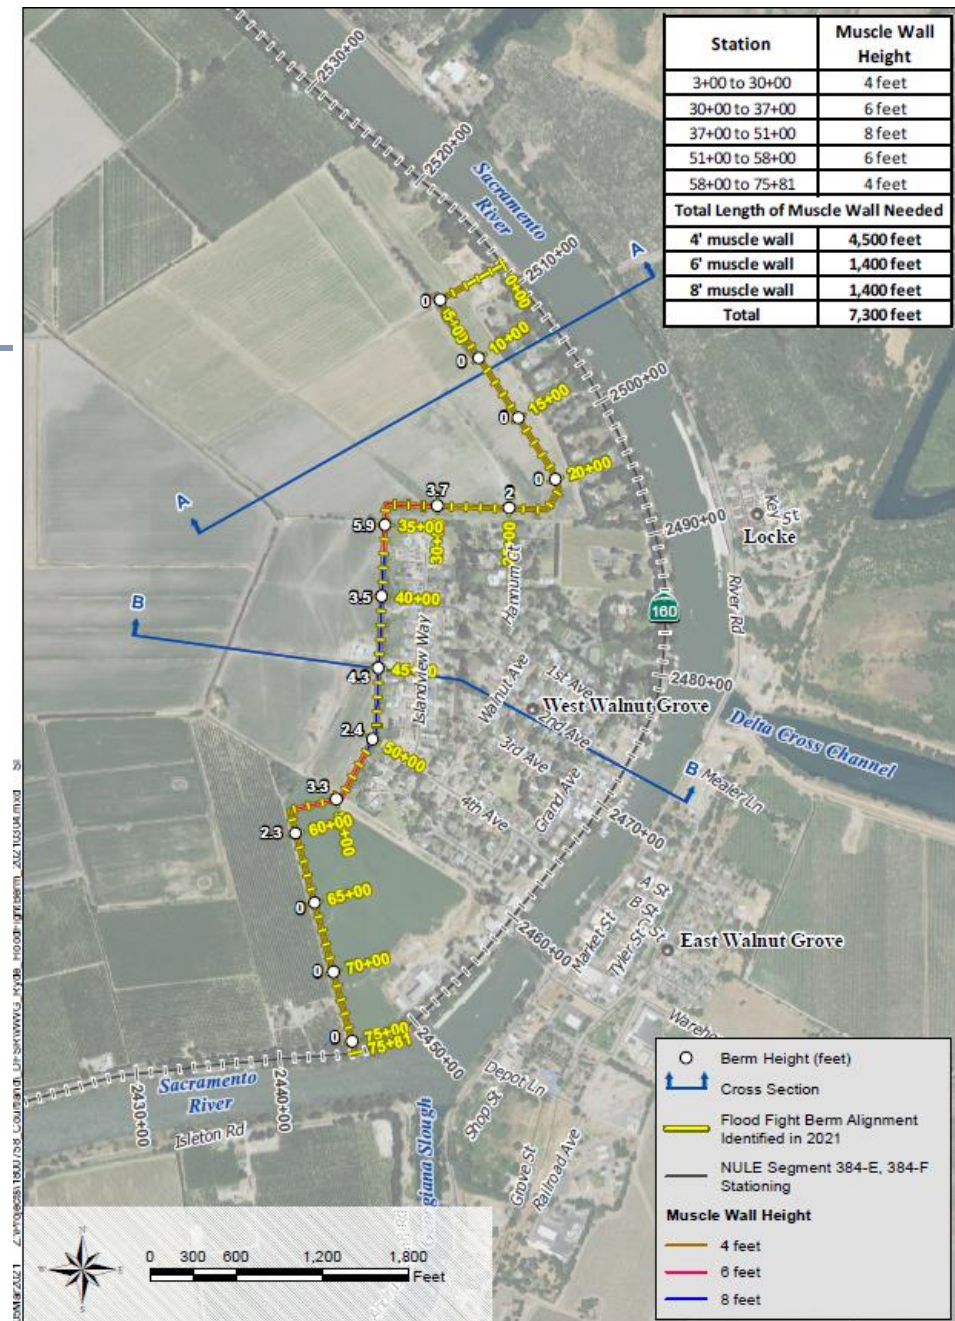 Station Muscle Wall Height
3+00 to 30+00 4 feet
30+00 to 37+00 6 feet
37+00 to 51+00 8 feet
51+00 to 58+00 6 feet
58+00 to 75+81 4 feet
Total Length of Muscle Wall Needed
4' muscle wall 4,500 feet
6' muscle wall 1,400 feet
8' muscle wall 1,400 feet
Total 7,300 feet
2530+00
2520+00
Sacramento
River
2510+00
A
0+00
0
5+00
10+00
0
2500+00
15+00
0
20+00
0
A
3.7
2
5.9
35+00
30+00
2490+00
Key St
Locke
Hannum Ct
3.5
40+00
160
River Rd
B
Islandview Way
4.3
45+00
Walnut Ave
1st Ave
2480+00
West Walnut Grove
2nd Ave
Delta Cross Channel
2.4
50+00
3rd Ave
B
Mealer Ln
3.3
4th Ave
Grand Ave
2470+00
2.3
60+00
65+00
0
A St
B St
Market St
Tyler St
2460+00
East Walnut Grove
0
70+00
0
75+00
75+81
2450+00
Sacramento
River
2430+00
2440+00
Isleton Rd
Depot Ln
Shop St
Grove St
Railroad Ave
N
S
0 300 600 1,200 1,800
Feet
Berm Height (feet)
Cross Section
Flood Fight Berm Alignment
Identified in 2021
NULE Segment 384-E, 384-F
Stationing
Muscle Wall Height
4 feet
6 feet
8 feet